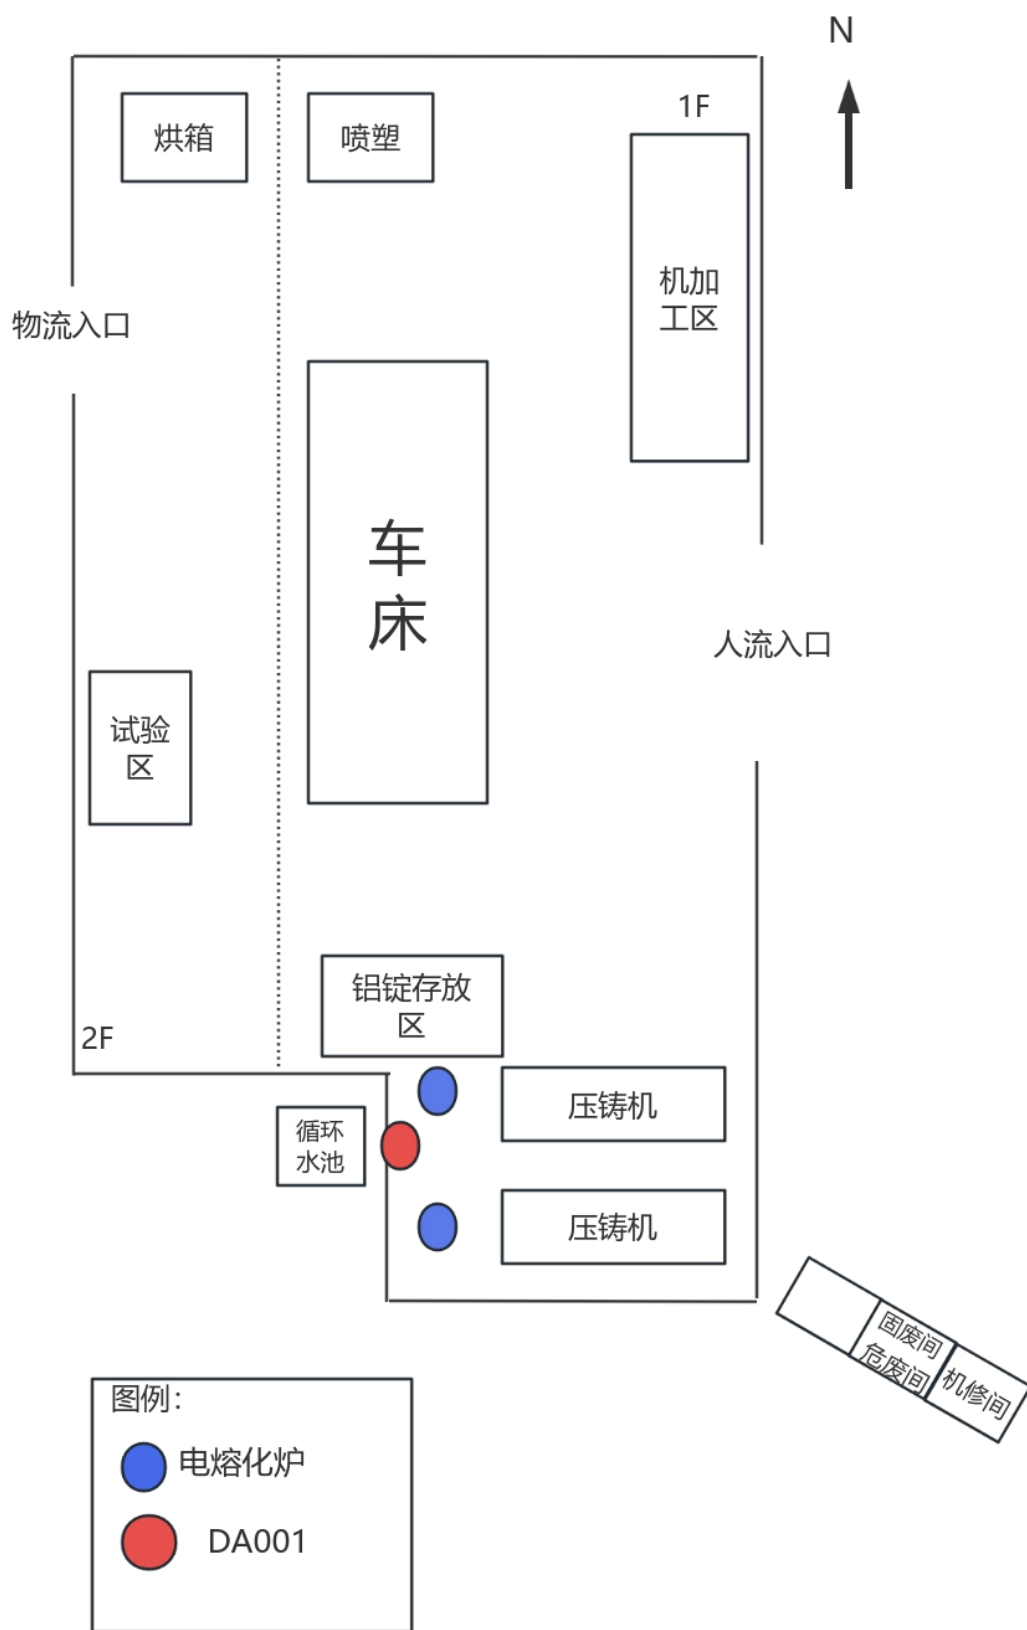 N
1F
烘箱
喷塑
机加
工区
物流入口
车
床
人流入口
试验
区
铝锭存放
区
2F
压铸机
循环
水池
压铸机
固废间
危废间
机修间
图例：
电熔化炉
DA001